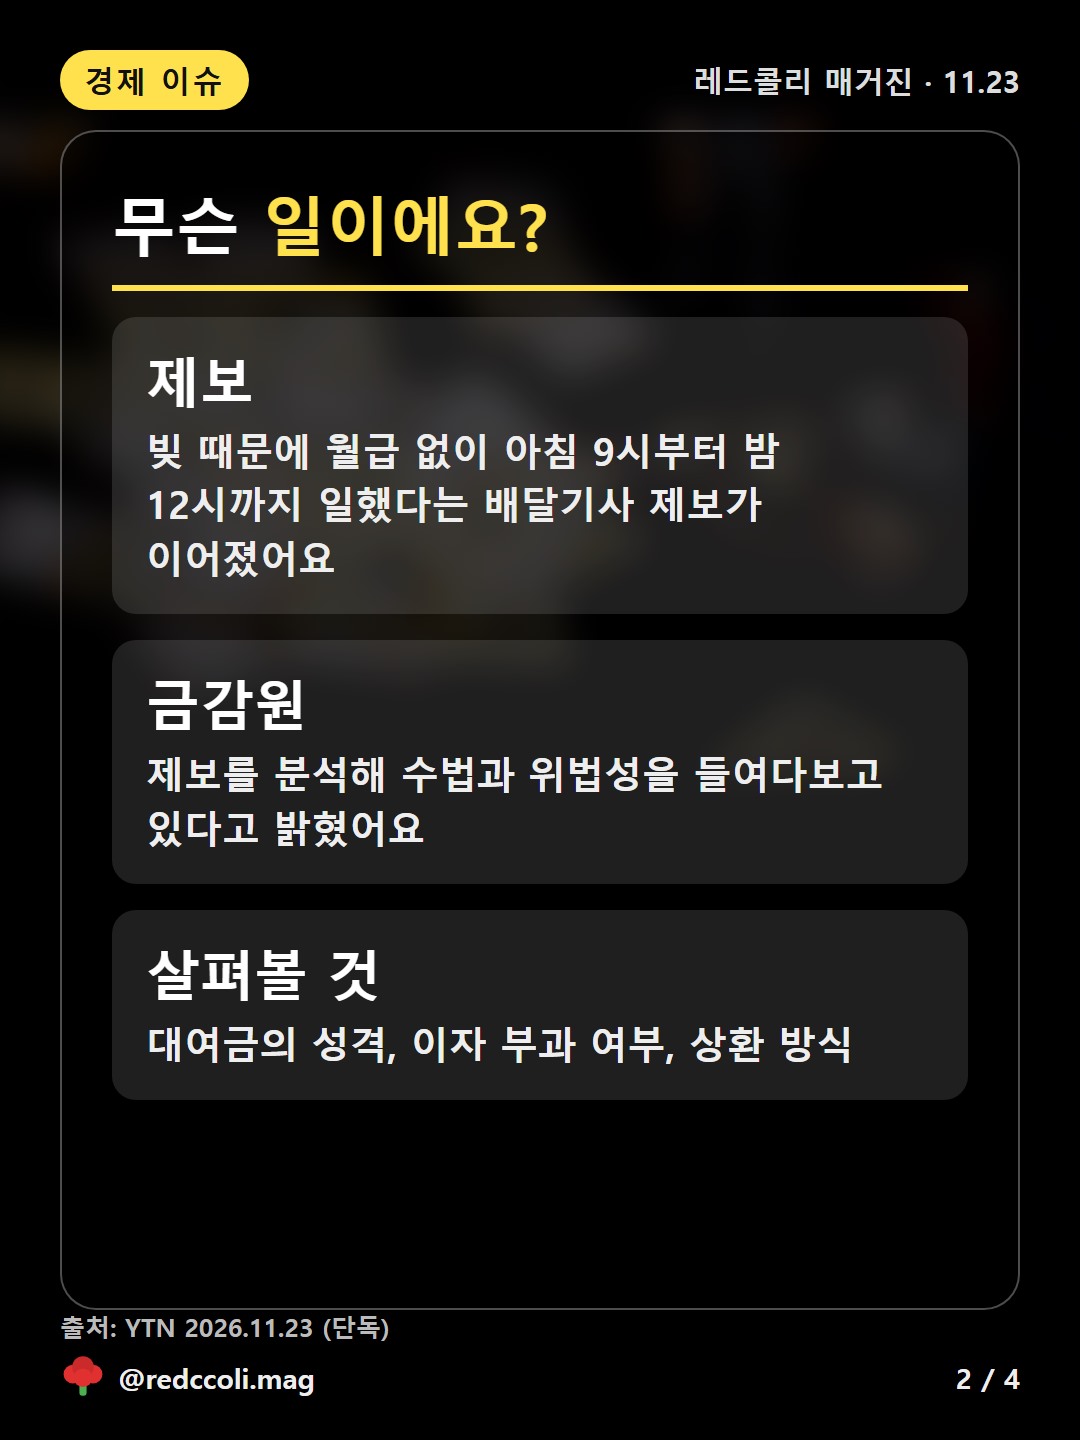 경제 이슈
레드콜리 매거진 · 11.23
무슨 일이에요?
제보
빚 때문에 월급 없이 아침 9시부터 밤
12시까지 일했다는 배달기사 제보가
이어졌어요
금감원
제보를 분석해 수법과 위법성을 들여다보고
있다고 밝혔어요
살펴볼 것
대여금의 성격, 이자 부과 여부, 상환 방식
출처: YTN 2026.11.23 (단독)
@redccoli.mag
2 / 4